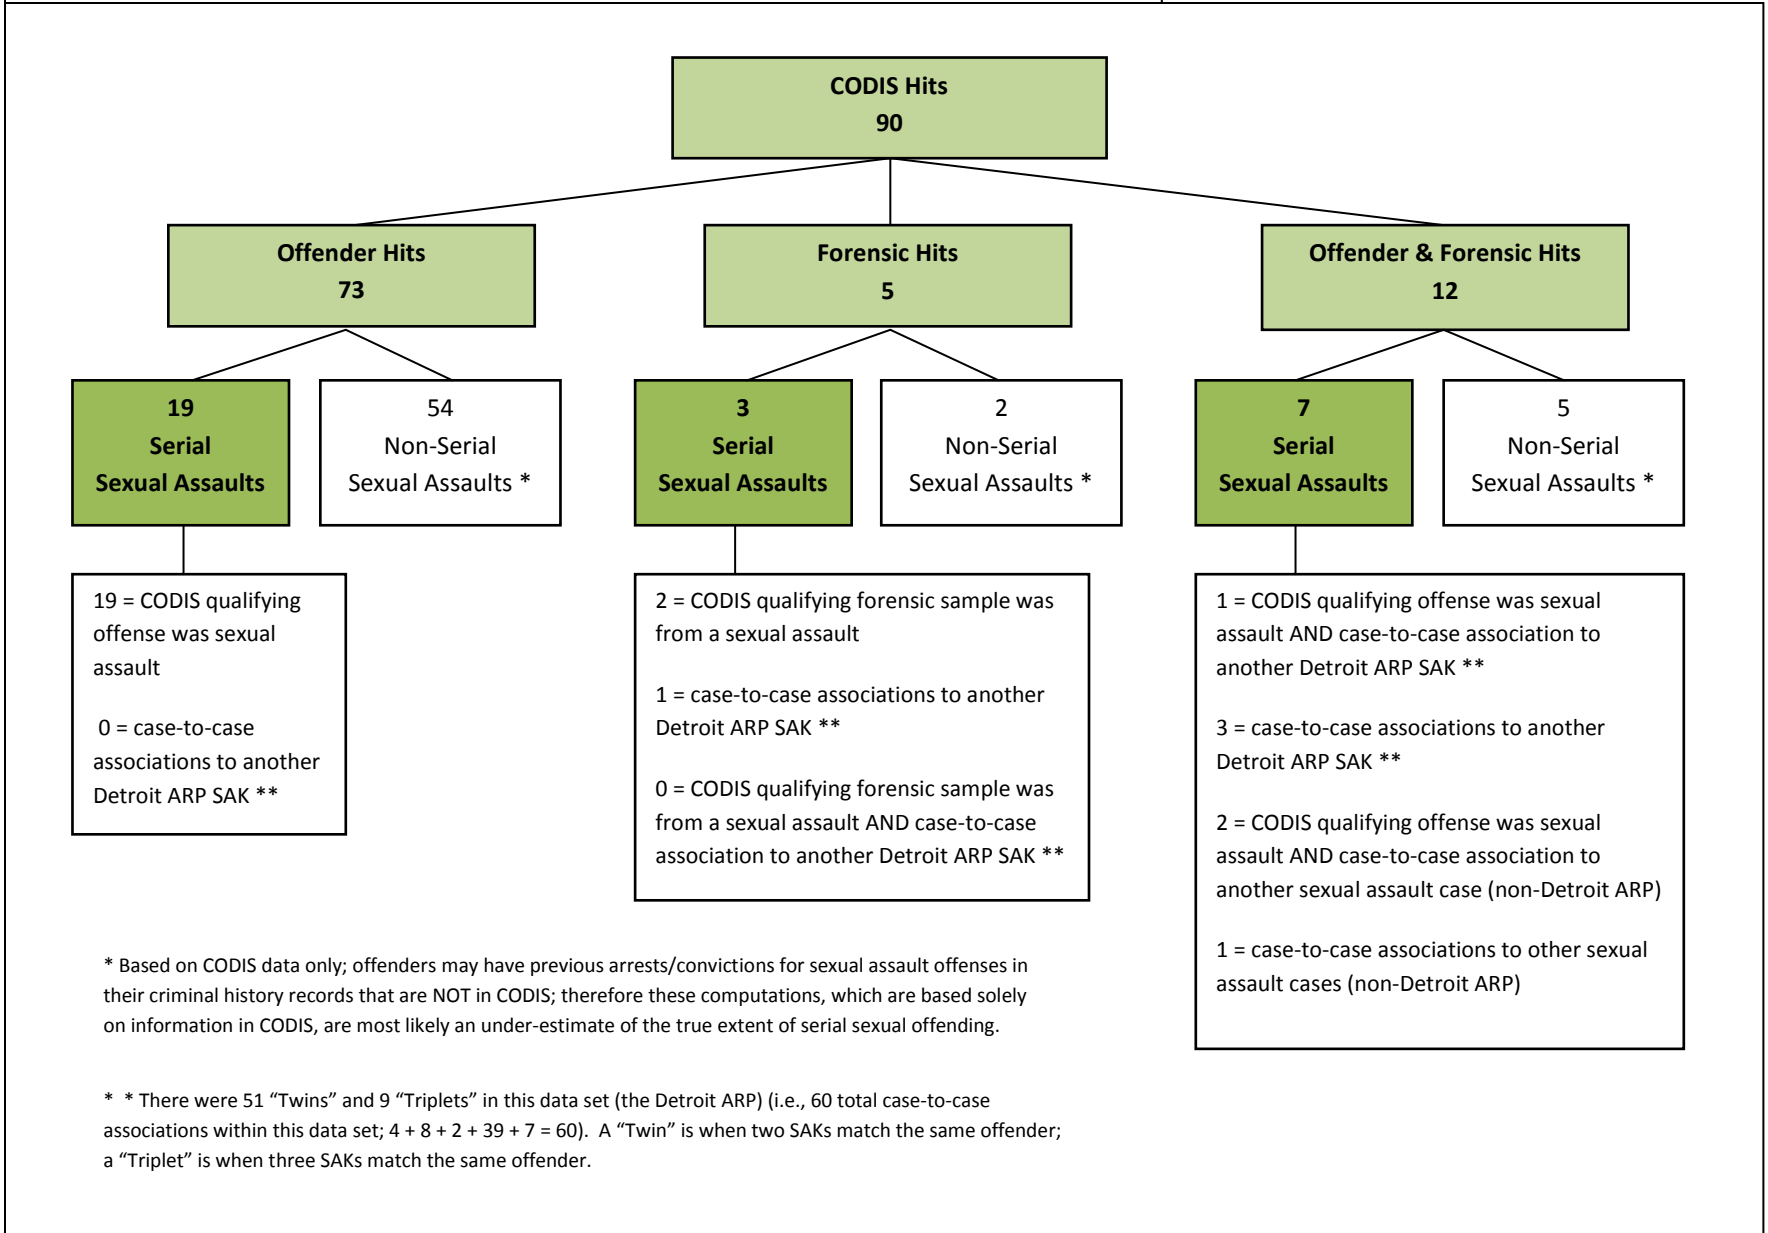 CODIS Hits
90
Offender Hits
73
Forensic Hits
5
Offender & Forensic Hits
12
19
Serial
Sexual Assaults
54
Non-Serial
Sexual Assaults *
3
Serial
Sexual Assaults
2
Non-Serial
Sexual Assaults *
7
Serial
Sexual Assaults
5
Non-Serial
Sexual Assaults *
19 = CODIS qualifying
offense was sexual
assault
0 = case-to-case
associations to another
Detroit ARP SAK **
2 = CODIS qualifying forensic sample was
from a sexual assault
1 = case-to-case associations to another
Detroit ARP SAK **
0 = CODIS qualifying forensic sample was
from a sexual assault AND case-to-case
association to another Detroit ARP SAK **
1 = CODIS qualifying offense was sexual
assault AND case-to-case association to
another Detroit ARP SAK **
3 = case-to-case associations to another
Detroit ARP SAK **
2 = CODIS qualifying offense was sexual
assault AND case-to-case association to
another sexual assault case (non-Detroit ARP)
1 = case-to-case associations to other sexual
assault cases (non-Detroit ARP)
* Based on CODIS data only; offenders may have previous arrests/convictions for sexual assault offenses in
their criminal history records that are NOT in CODIS; therefore these computations, which are based solely
on information in CODIS, are most likely an under-estimate of the true extent of serial sexual offending.
* * There were 51 “Twins” and 9 “Triplets” in this data set (the Detroit ARP) (i.e., 60 total case-to-case
associations within this data set; 4 + 8 + 2 + 39 + 7 = 60). A “Twin” is when two SAKs match the same offender;
a “Triplet” is when three SAKs match the same offender.